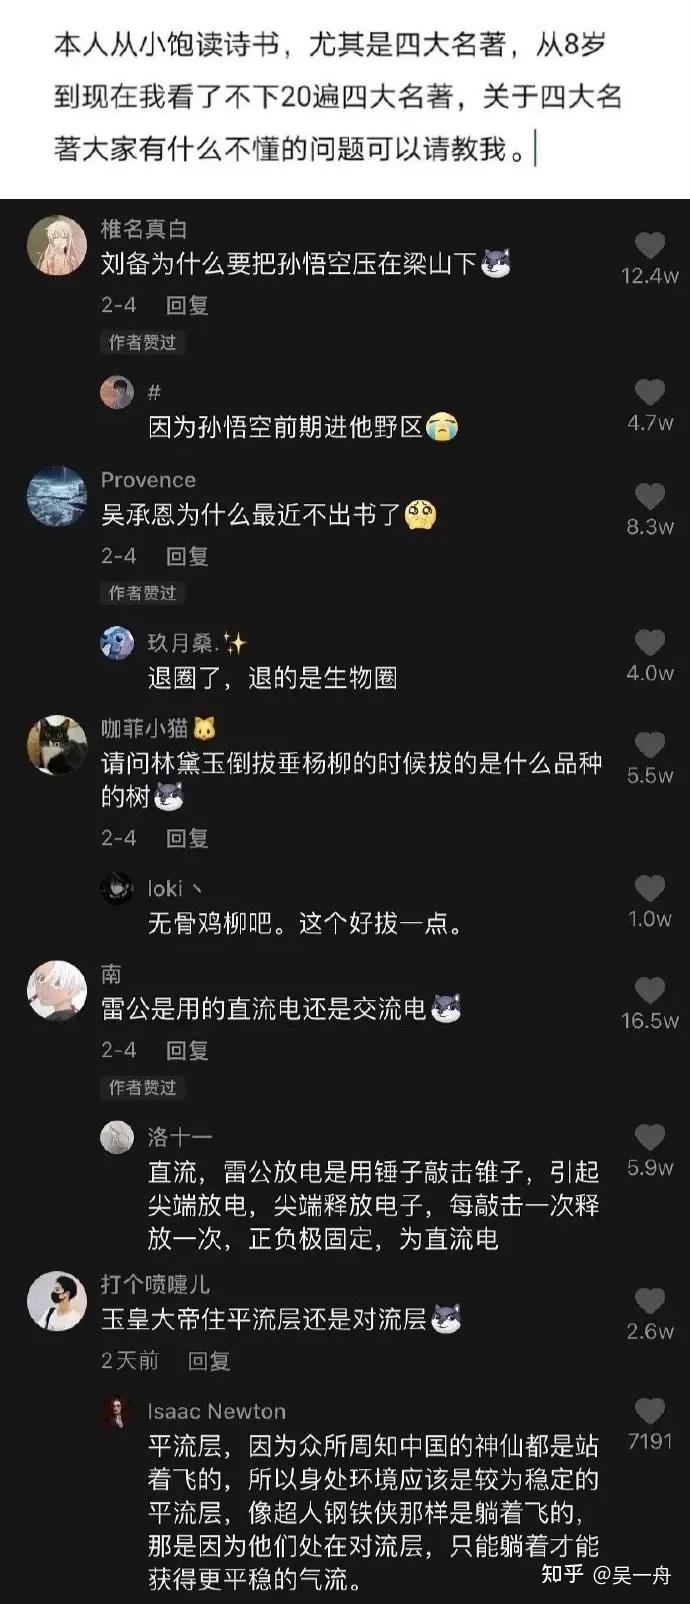 本人从小饱读诗书，尤其是四大名著，从8岁
到现在我看了不下20遍四大名著，关于四大名
著大家有什么不懂的问题可以请教我。
椎名真白
刘备为什么要把孙悟空压在梁山下
12.4w
2-4 回复
作者赞过
#
因为孙悟空前期进他野区😭
4.7w
Provence
吴承恩为什么最近不出书了
8.3w
2-4 回复
作者赞过
玖月桑.✨
退圈了，退的是生物圈
4.0w
咖菲小猫🐱
请问林黛玉倒拔垂杨柳的时候拔的是什么品种
的树
5.5w
2-4 回复
loki丶
无骨鸡柳吧。这个好拔一点。
1.0w
南
雷公是用的直流电还是交流电
16.5w
2-4 回复
作者赞过
洛十一
直流，雷公放电是用锤子敲击锥子，引起
尖端放电，尖端释放电子，每敲击一次释
放一次，正负极固定，为直流电
5.9w
打个喷嚏儿
玉皇大帝住平流层还是对流层
2.6w
2天前 回复
Isaac Newton
平流层，因为众所周知中国的神仙都是站
着飞的，所以身处环境应该是较为稳定的
平流层，像超人钢铁侠那样是躺着飞的，
那是因为他们处在对流层，只能躺着才能
获得更平稳的气流。
7191
知乎 @吴一舟